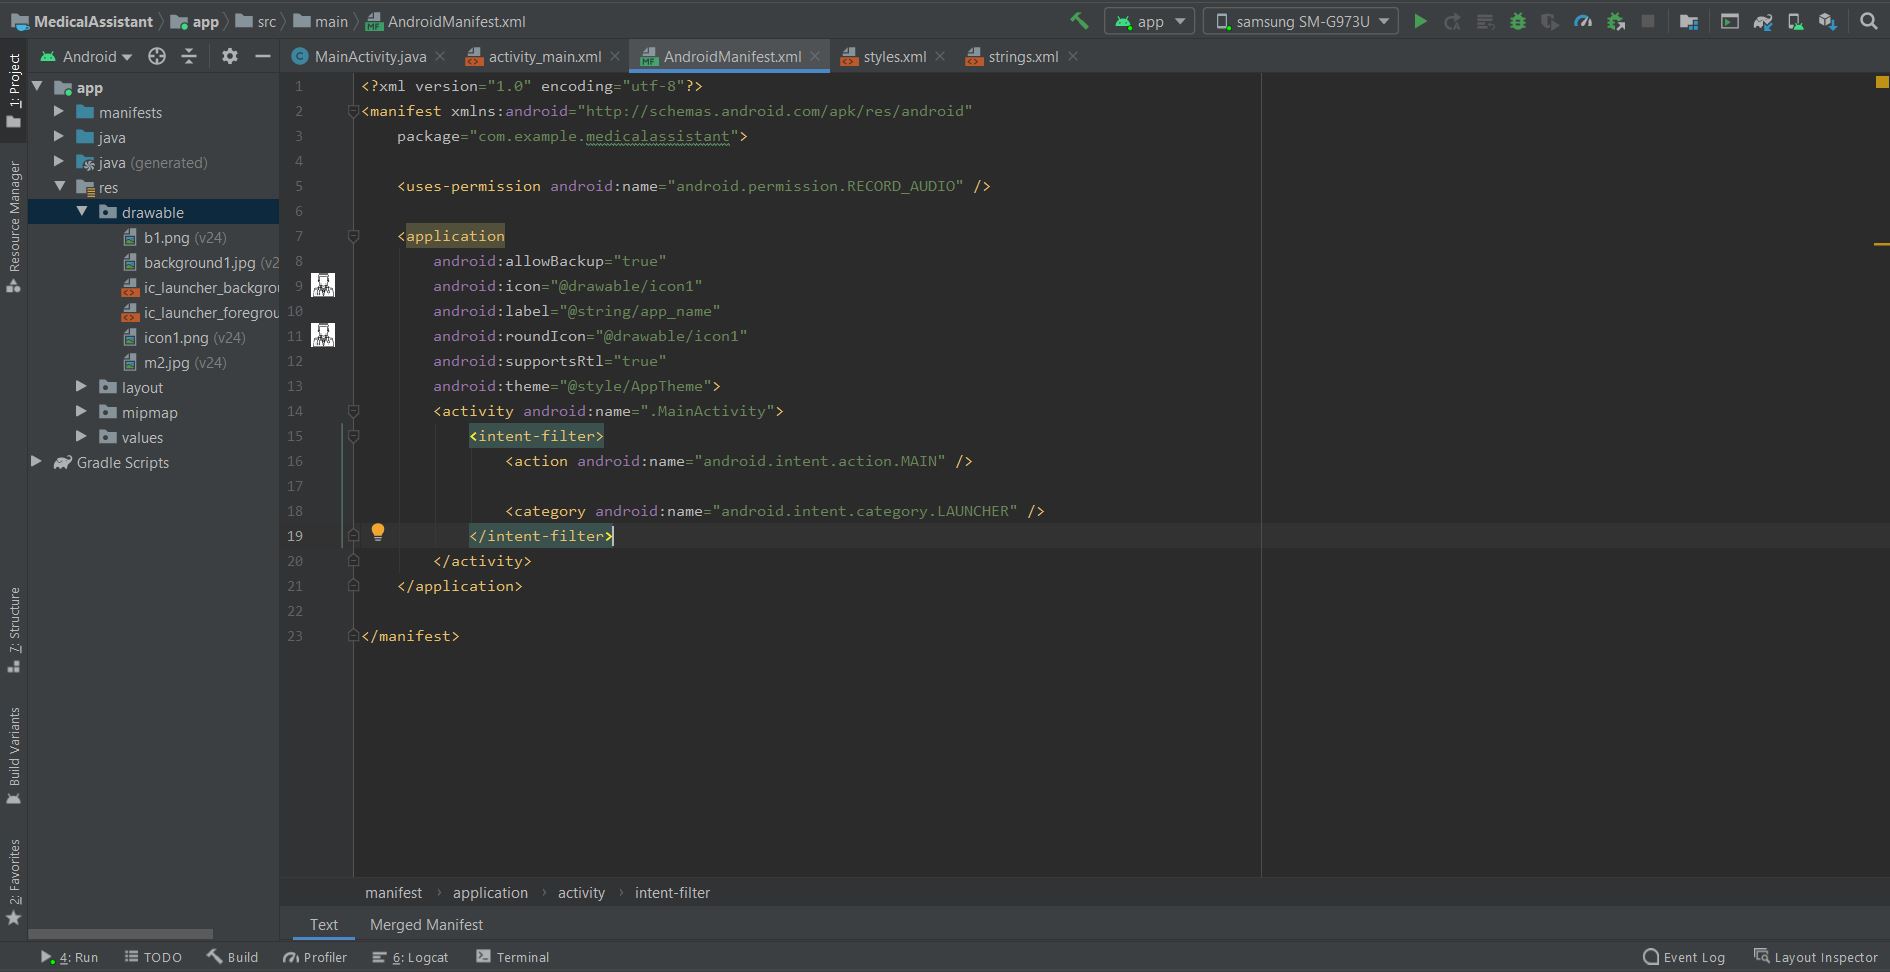 MedicalAssistant app src main AndroidManifest.xml app samsung SM-G973U
1: Project
Resource Manager
7: Structure
Build Variants
2: Favorites
Android
app
manifests
java
java (generated)
res
drawable
b1.png (v24)
background1.jpg (v2
ic_launcher_backgrou
ic_launcher_foregrou
icon1.png (v24)
m2.jpg (v24)
layout
mipmap
values
Gradle Scripts
MainActivity.java activity_main.xml AndroidManifest.xml styles.xml strings.xml
1 <?xml version="1.0" encoding="utf-8"?>
2 <manifest xmlns:android="http://schemas.android.com/apk/res/android"
3 package="com.example.medicalassistant">
4
5 <uses-permission android:name="android.permission.RECORD_AUDIO" />
6
7 <application
8 android:allowBackup="true"
9 android:icon="@drawable/icon1"
10 android:label="@string/app_name"
11 android:roundIcon="@drawable/icon1"
12 android:supportsRtl="true"
13 android:theme="@style/AppTheme">
14 <activity android:name=".MainActivity">
15 <intent-filter>
16 <action android:name="android.intent.action.MAIN" />
17
18 <category android:name="android.intent.category.LAUNCHER" />
19 </intent-filter>
20 </activity>
21 </application>
22
23 </manifest>
manifest › application › activity › intent-filter
Text Merged Manifest
4: Run TODO Build Profiler 6: Logcat Terminal Event Log Layout Inspector